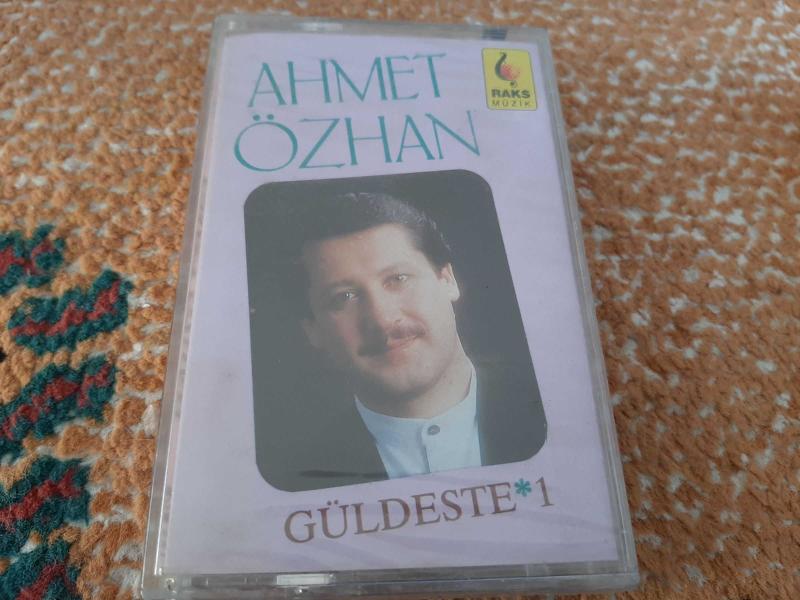 AHMET
ÖZHAN
RAKS
MÜZİK
GÜLDESTE*1